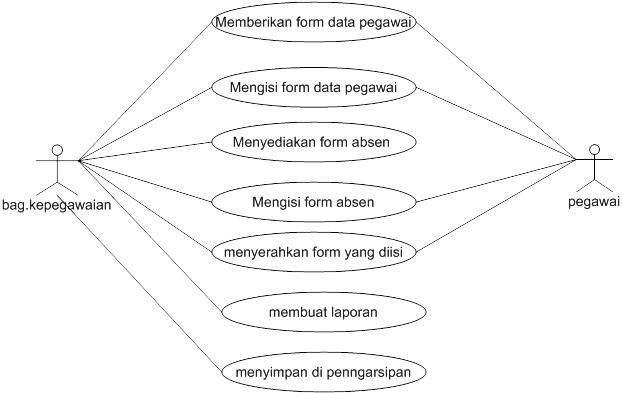 Memberikan form data pegawai
Mengisi form data pegawai
Menyediakan form absen
Mengisi form absen
menyerahkan form yang diisi
membuat laporan
menyimpan di penngarsipan
bag.kepegawaian
pegawai